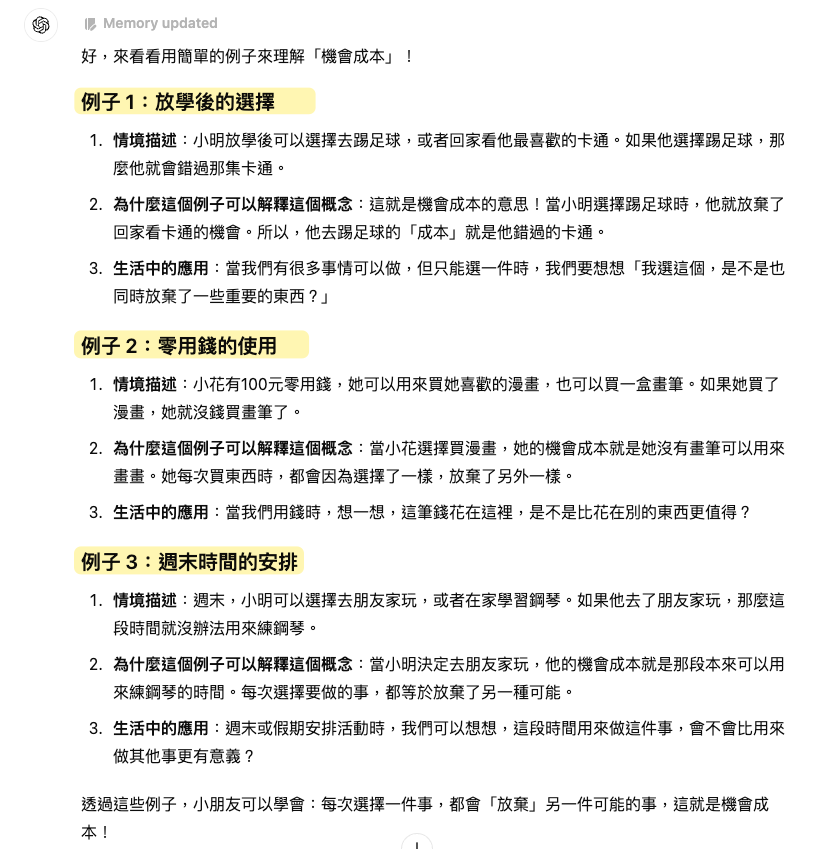 Memory updated
好，來看看用簡單的例子來理解「機會成本」！
例子 1：放學後的選擇
1. 情境描述：小明放學後可以選擇去踢足球，或者回家看他最喜歡的卡通。如果他選擇踢足球，那
麼他就會錯過那集卡通。
2. 為什麼這個例子可以解釋這個概念：這就是機會成本的意思！當小明選擇踢足球時，他就放棄了
回家看卡通的機會。所以，他去踢足球的「成本」就是他錯過的卡通。
3. 生活中的應用：當我們有很多事情可以做，但只能選一件時，我們要想想「我選這個，是不是也
同時放棄了一些重要的東西？」
例子 2：零用錢的使用
1. 情境描述：小花有100元零用錢，她可以用來買她喜歡的漫畫，也可以買一盒畫筆。如果她買了
漫畫，她就沒錢買畫筆了。
2. 為什麼這個例子可以解釋這個概念：當小花選擇買漫畫，她的機會成本就是她沒有畫筆可以用來
畫畫。她每次買東西時，都會因為選擇了一樣，放棄了另外一樣。
3. 生活中的應用：當我們用錢時，想一想，這筆錢花在這裡，是不是比花在別的東西更值得？
例子 3：週末時間的安排
1. 情境描述：週末，小明可以選擇去朋友家玩，或者在家學習鋼琴。如果他去了朋友家玩，那麼這
段時間就沒辦法用來練鋼琴。
2. 為什麼這個例子可以解釋這個概念：當小明決定去朋友家玩，他的機會成本就是那段本來可以用
來練鋼琴的時間。每次選擇要做的事，都等於放棄了另一種可能。
3. 生活中的應用：週末或假期安排活動時，我們可以想想，這段時間用來做這件事，會不會比用來
做其他事更有意義？
透過這些例子，小朋友可以學會：每次選擇一件事，都會「放棄」另一件可能的事，這就是機會成
本！